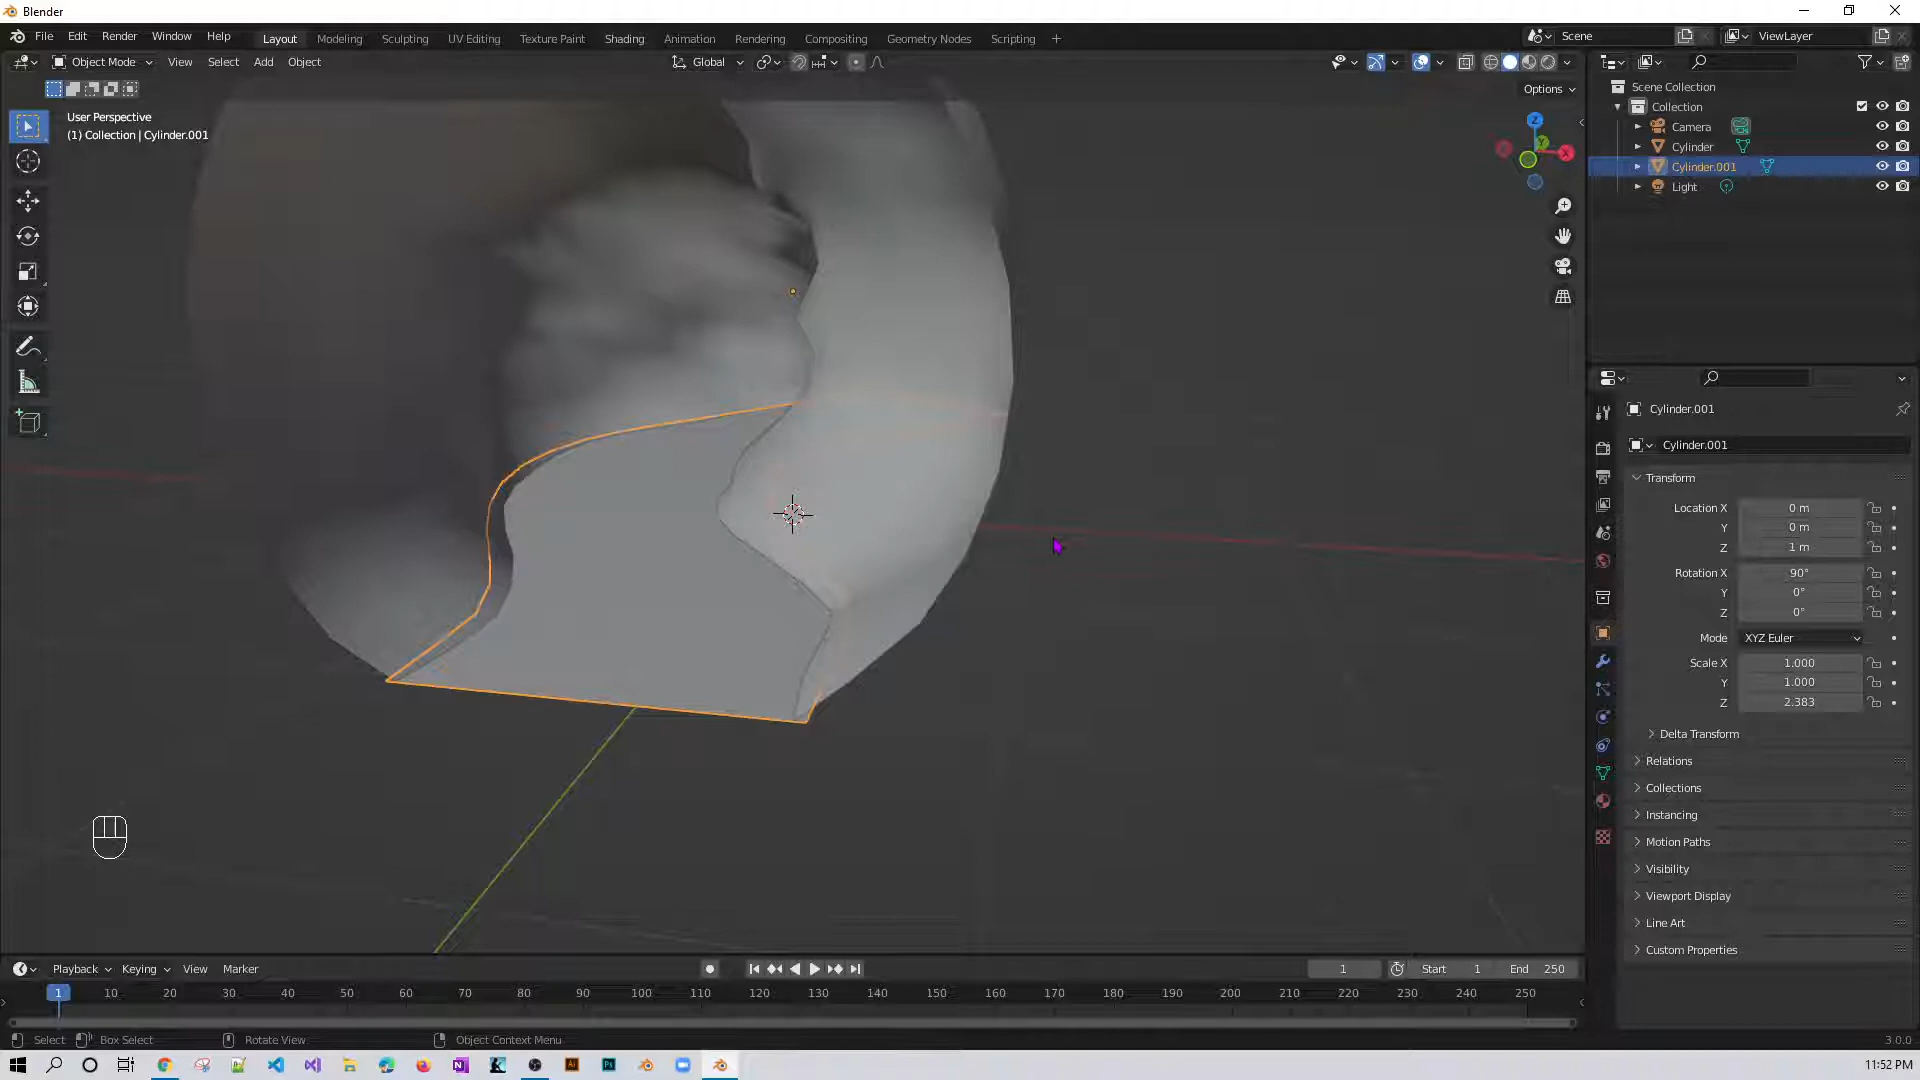 Blender
File Edit Render Window Help
Layout Modeling Sculpting UV Editing Texture Paint Shading Animation Rendering Compositing Geometry Nodes Scripting +
Scene
ViewLayer
Object Mode View Select Add Object
Global
Options
User Perspective
(1) Collection | Cylinder.001
Z
Y
X
Scene Collection
Collection
Camera
Cylinder
Cylinder.001
Light
Cylinder.001
Cylinder.001
Transform
Location X 0 m
Y 0 m
Z 1 m
Rotation X 90°
Y 0°
Z 0°
Mode XYZ Euler
Scale X 1.000
Y 1.000
Z 2.383
Delta Transform
Relations
Collections
Instancing
Motion Paths
Visibility
Viewport Display
Line Art
Custom Properties
Playback Keying View Marker
1 Start 1 End 250
1 10 20 30 40 50 60 70 80 90 100 110 120 130 140 150 160 170 180 190 200 210 220 230 240 250
Select Box Select Rotate View Object Context Menu
3.0.0
11:52 PM